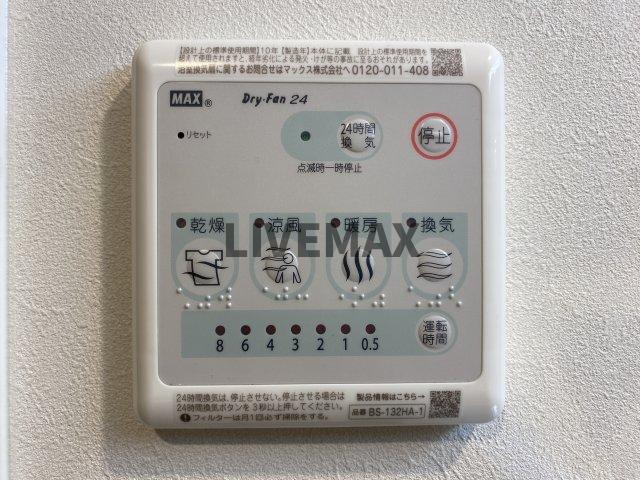 【設計上の標準使用期間】10年【製造年】本体に記載 設計上の標準使用期間を
超えて使用されますと、経年劣化による発火・けが等の事故に至るおそれがあります。
浴室換気扇に関するお問合せはマックス株式会社へ 0120-011-408
MAX® Dry-Fan 24
リセット
24時間
換気
停止
点滅時一時停止
乾燥 涼風 暖房 換気
LIVEMAX
8 6 4 3 2 1 0.5
運転
時間
24時間換気は、停止させない。停止させる場合は
24時間換気ボタンを3秒以上押してください。
フィルターは月1回必ず掃除をする。
製品情報はこちら→
品番 BS-132HA-1